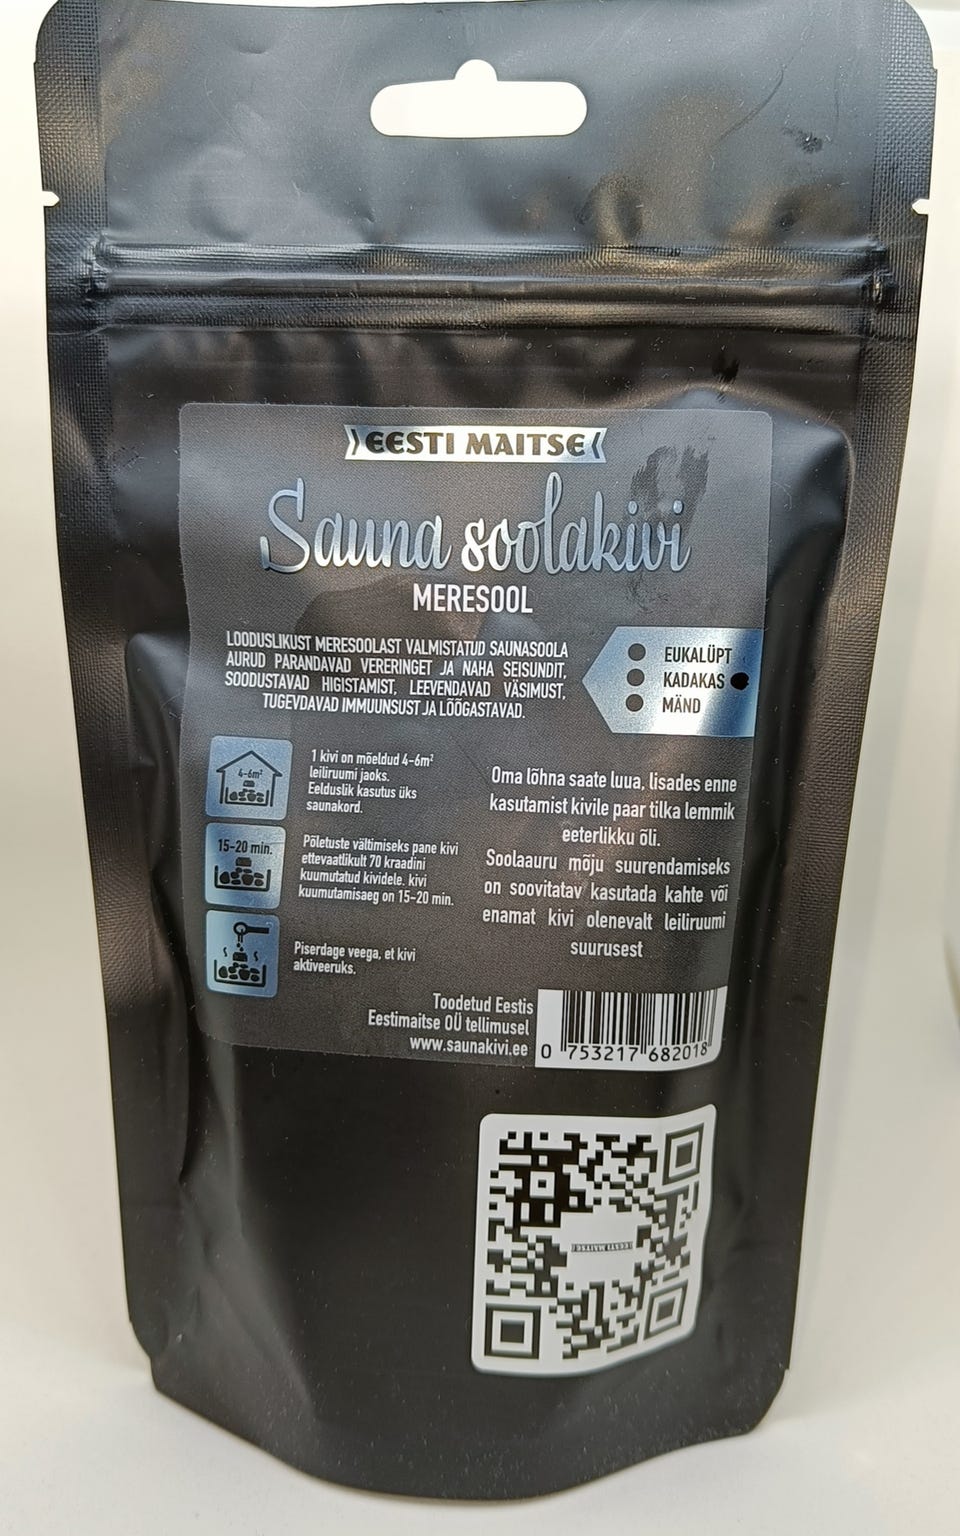 EESTI MAITSE
Sauna soolakivi
MERESOOL
LOODUSLIKUST MERESOOLAST VALMISTATUD SAUNASOOLA
AURUD PARANDAVAD VERERINGET JA NAHA SEISUNDIT,
SOODUSTAVAD HIGISTAMIST, LEEVENDAVAD VÄSIMUST,
TUGEVDAVAD IMMUUNSUST JA LÕÕGASTAVAD.
EUKALÜPT
KADAKAS
MÄND
4-6m²
1 kivi on mõeldud 4-6m²
leiliruumi jaoks.
Eelduslik kasutus üks
saunakord.
15-20 min.
Põletuste vältimiseks pane kivi
ettevaatlikult 70 kraadini
kuumutatud kividele. kivi
kuumutamisaeg on 15-20 min.
Piserdage veega, et kivi
aktiveeruks.
Oma lõhna saate luua, lisades enne
kasutamist kivile paar tilka lemmik
eeterlikku õli.
Soolaauru mõju suurendamiseks
on soovitatav kasutada kahte või
enamat kivi olenevalt leiliruumi
suurusest
Toodetud Eestis
Eestimaitse OÜ tellimusel
www.saunakivi.ee
0 753217 682018
EESTI MAITSE